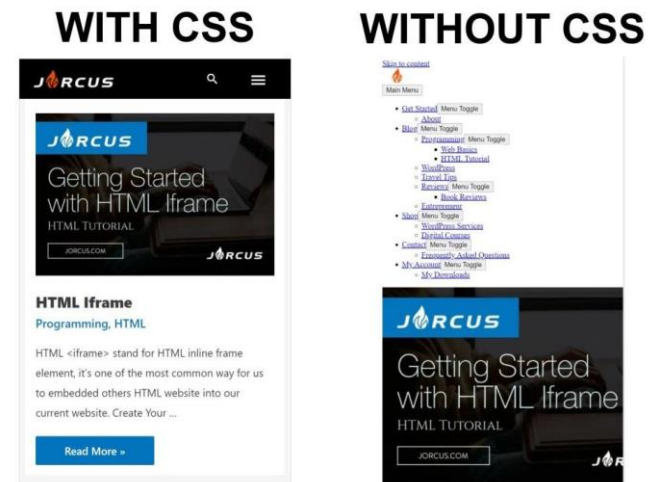 WITH CSS
JORCUS
JORCUS
Getting Started
with HTML Iframe
HTML TUTORIAL
JORCUS.COM
JORCUS
HTML Iframe
Programming, HTML
HTML <iframe> stand for HTML inline frame
element, it's one of the most common way for us
to embedded others HTML website into our
current website. Create Your ...
Read More »
WITHOUT CSS
Skip to content
Main Menu
Get Started Menu Toggle
About
Blog Menu Toggle
Programming Menu Toggle
Web Basics
HTML Tutorial
WordPress
Travel Tips
Reviews Menu Toggle
Book Reviews
Entrepreneur
Shop Menu Toggle
WordPress Services
Digital Courses
Contact Menu Toggle
Frequently Asked Questions
My Account Menu Toggle
My Downloads
JORCUS
Getting Started
with HTML Iframe
HTML TUTORIAL
JORCUS.COM
JOR